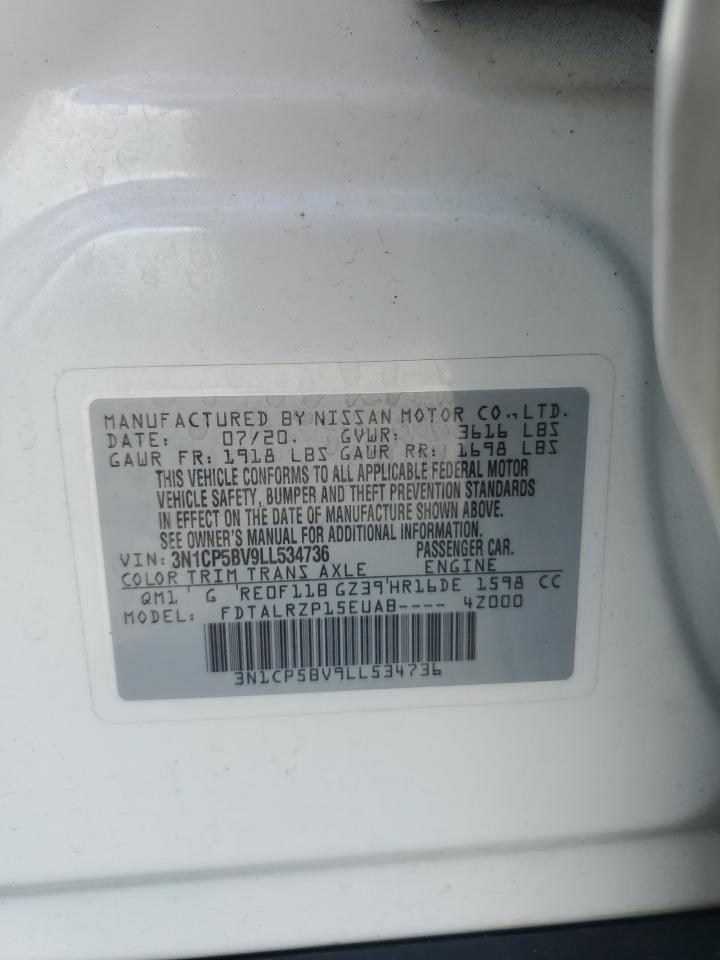 MANUFACTURED BY NISSAN MOTOR CO.,LTD.
DATE: 07/20. GVWR: 3616 LBS
GAWR FR: 1918 LBS GAWR RR: 1698 LBS
THIS VEHICLE CONFORMS TO ALL APPLICABLE FEDERAL MOTOR
VEHICLE SAFETY, BUMPER AND THEFT PREVENTION STANDARDS
IN EFFECT ON THE DATE OF MANUFACTURE SHOWN ABOVE.
SEE OWNER'S MANUAL FOR ADDITIONAL INFORMATION.
VIN: 3N1CP5BV9LL534736 PASSENGER CAR.
COLOR TRIM TRANS AXLE ENGINE
QM1 G RE0F11B GZ39 HR16DE 1598 CC
MODEL: FDTALRZP15EUAB---- 4Z000
3N1CP5BV9LL534736